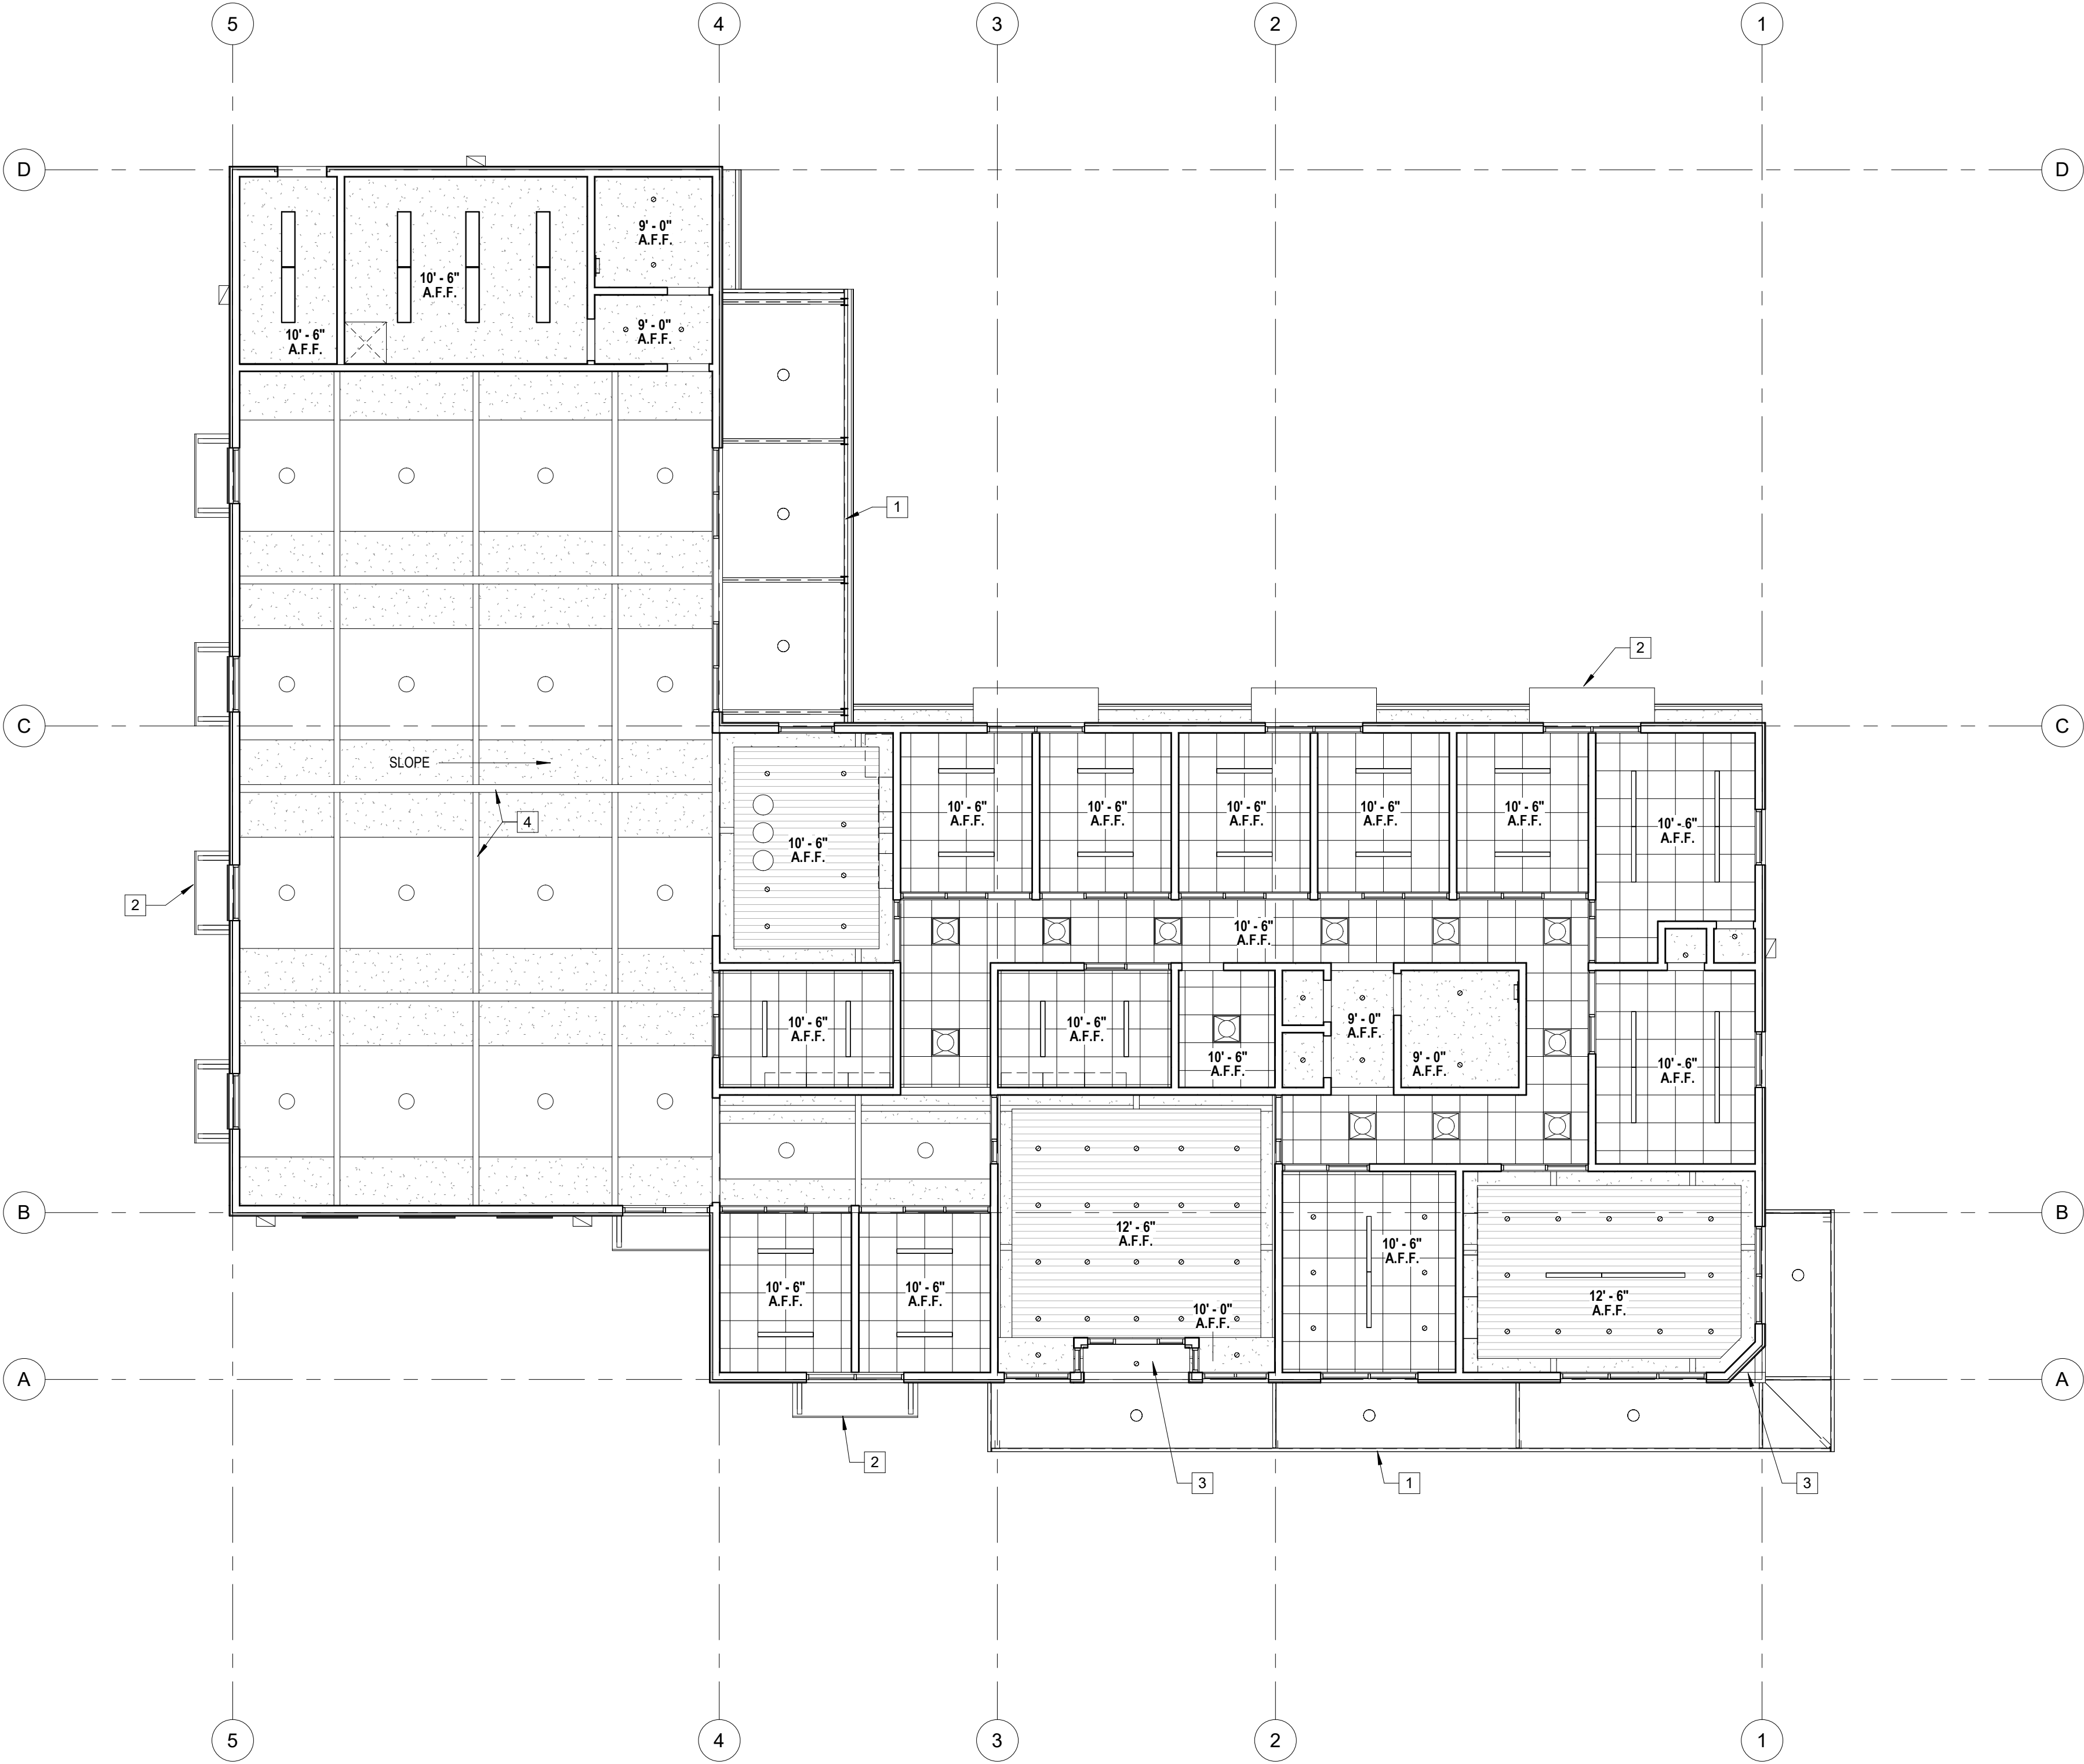 5 4 3 2 1
D D
9' - 0"
A.F.F.
10' - 6"
A.F.F.
9' - 0"
A.F.F.
10' - 6"
A.F.F.
1
2
C C
SLOPE
4
2
10' - 6"
A.F.F.
10' - 6"
A.F.F.
10' - 6"
A.F.F.
10' - 6"
A.F.F.
10' - 6"
A.F.F.
10' - 6"
A.F.F.
10' - 6"
A.F.F.
10' - 6"
A.F.F.
10' - 6"
A.F.F.
10' - 6"
A.F.F.
9' - 0"
A.F.F.
10' - 6"
A.F.F.
9' - 0"
A.F.F.
10' - 6"
A.F.F.
B B
12' - 6"
A.F.F.
10' - 6"
A.F.F.
10' - 6"
A.F.F.
10' - 6"
A.F.F.
12' - 6"
A.F.F.
10' - 0"
A.F.F.
A A
2
3
1
3
5 4 3 2 1